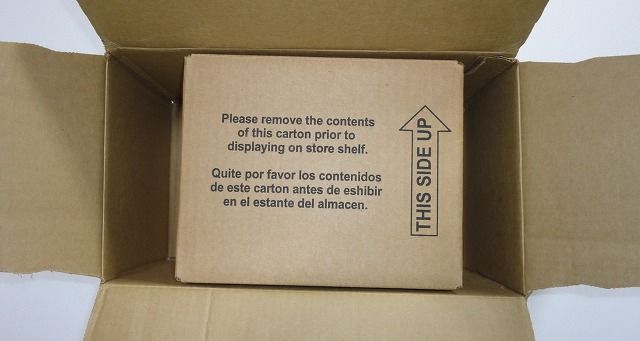 Please remove the contents
of this carton prior to
displaying on store shelf.
Quite por favor los contenidos
de este carton antes de eshibir
en el estante del almacen.
THIS SIDE UP